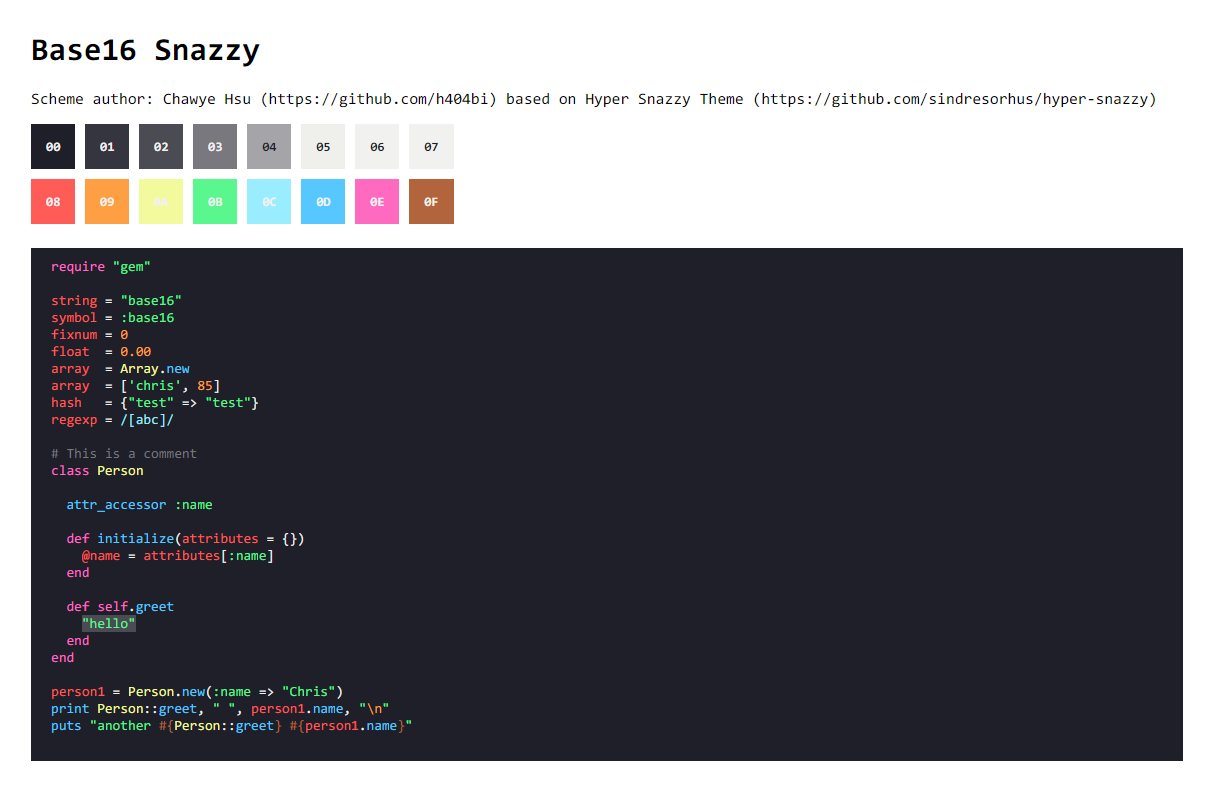 Base16 Snazzy
Scheme author: Chawye Hsu (https://github.com/h404bi) based on Hyper Snazzy Theme (https://github.com/sindresorhus/hyper-snazzy)
00 01 02 03 04 05 06 07
08 09 0A 0B 0C 0D 0E 0F
require "gem"
string = "base16"
symbol = :base16
fixnum = 0
float  = 0.00
array  = Array.new
array  = ['chris', 85]
hash   = {"test" => "test"}
regexp = /[abc]/
# This is a comment
class Person
  attr_accessor :name
  def initialize(attributes = {})
    @name = attributes[:name]
  end
  def self.greet
    "hello"
  end
end
person1 = Person.new(:name => "Chris")
print Person::greet, " ", person1.name, "\n"
puts "another #{Person::greet} #{person1.name}"